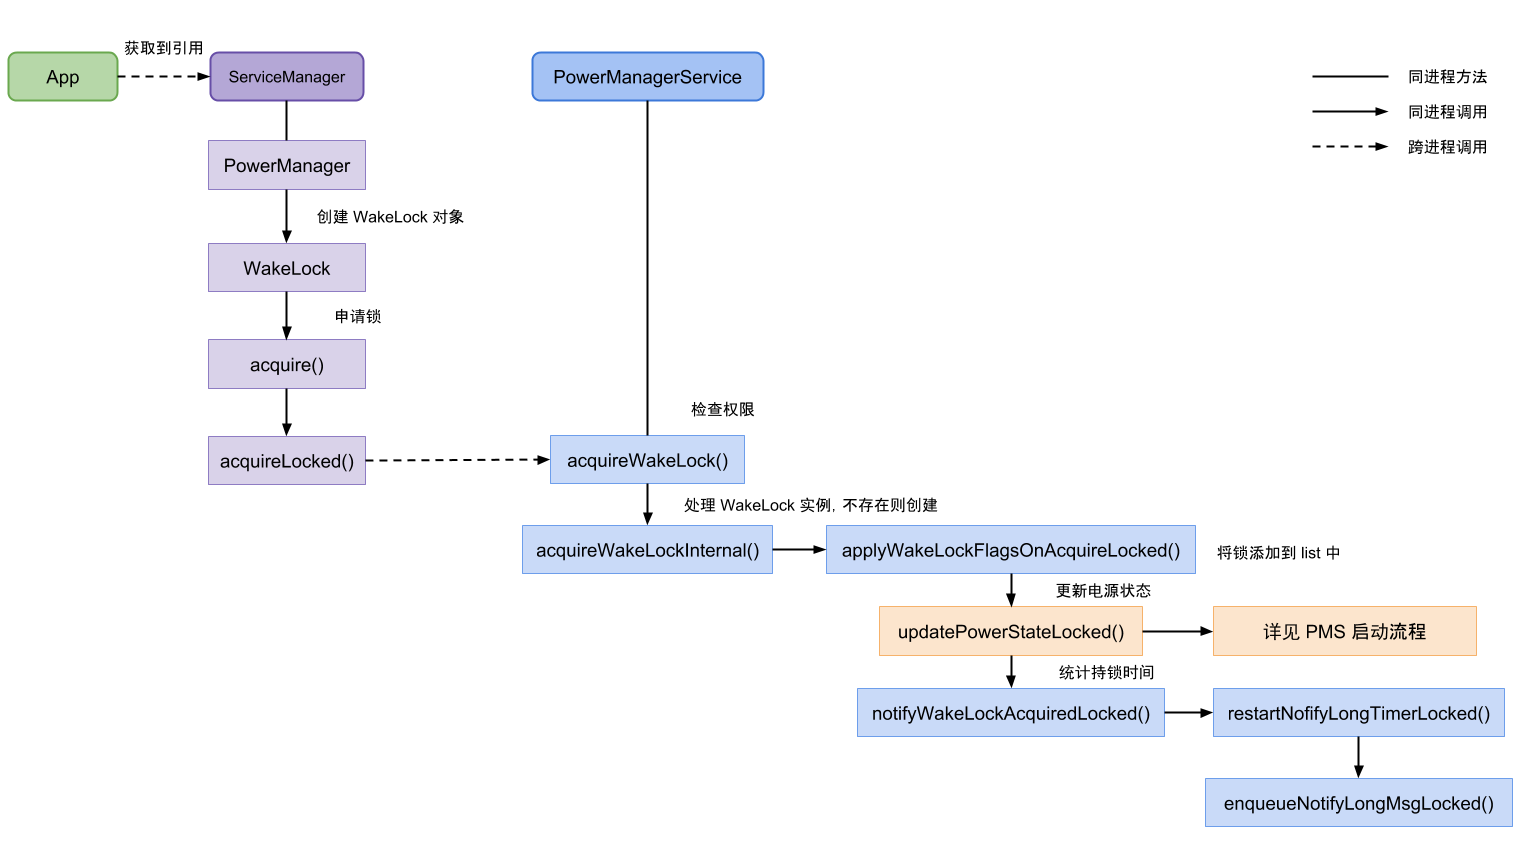 获取到引用
App
ServiceManager
PowerManagerService
同进程方法
同进程调用
跨进程调用
PowerManager
创建 WakeLock 对象
WakeLock
申请锁
acquire()
检查权限
acquireLocked()
acquireWakeLock()
处理 WakeLock 实例，不存在则创建
acquireWakeLockInternal()
applyWakeLockFlagsOnAcquireLocked()
将锁添加到 list 中
更新电源状态
updatePowerStateLocked()
详见 PMS 启动流程
统计持锁时间
notifyWakeLockAcquiredLocked()
restartNofifyLongTimerLocked()
enqueueNotifyLongMsgLocked()